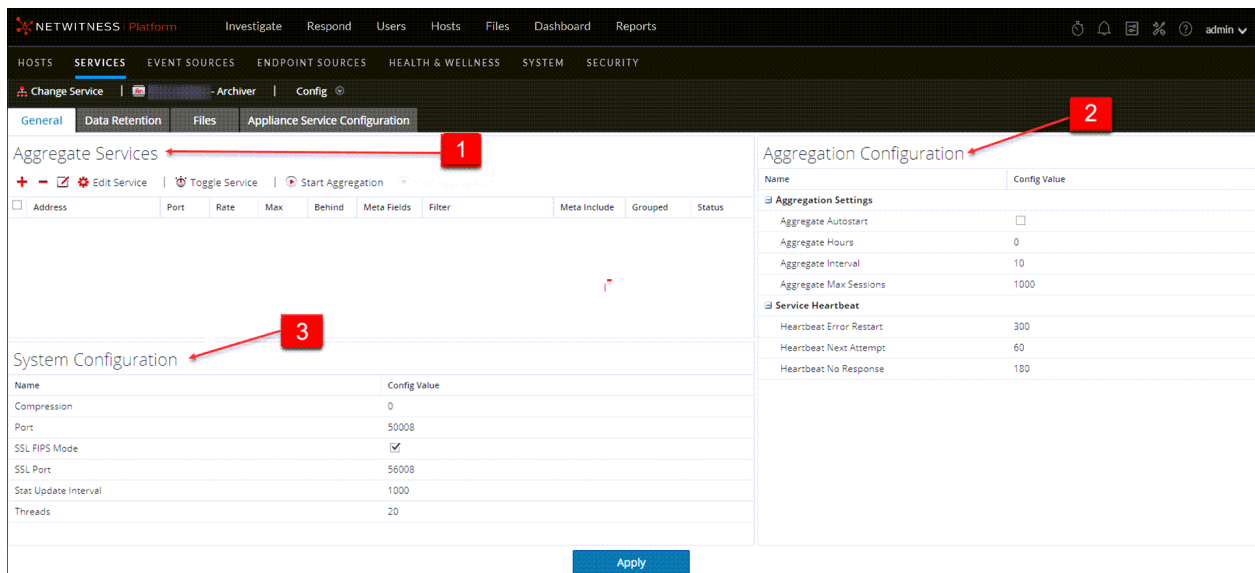 NETWITNESS Platform Investigate Respond Users Hosts Files Dashboard Reports admin
HOSTS SERVICES EVENT SOURCES ENDPOINT SOURCES HEALTH & WELLNESS SYSTEM SECURITY
Change Service | - Archiver | Config
General Data Retention Files Appliance Service Configuration
Aggregate Services
1
+ - Edit Service | Toggle Service | Start Aggregation
Address Port Rate Max Behind Meta Fields Filter Meta Include Grouped Status
2
Aggregation Configuration
Name Config Value
Aggregation Settings
Aggregate Autostart
Aggregate Hours 0
Aggregate Interval 10
Aggregate Max Sessions 1000
Service Heartbeat
Heartbeat Error Restart 300
Heartbeat Next Attempt 60
Heartbeat No Response 180
3
System Configuration
Name Config Value
Compression 0
Port 50008
SSL FIPS Mode
SSL Port 56008
Stat Update Interval 1000
Threads 20
Apply